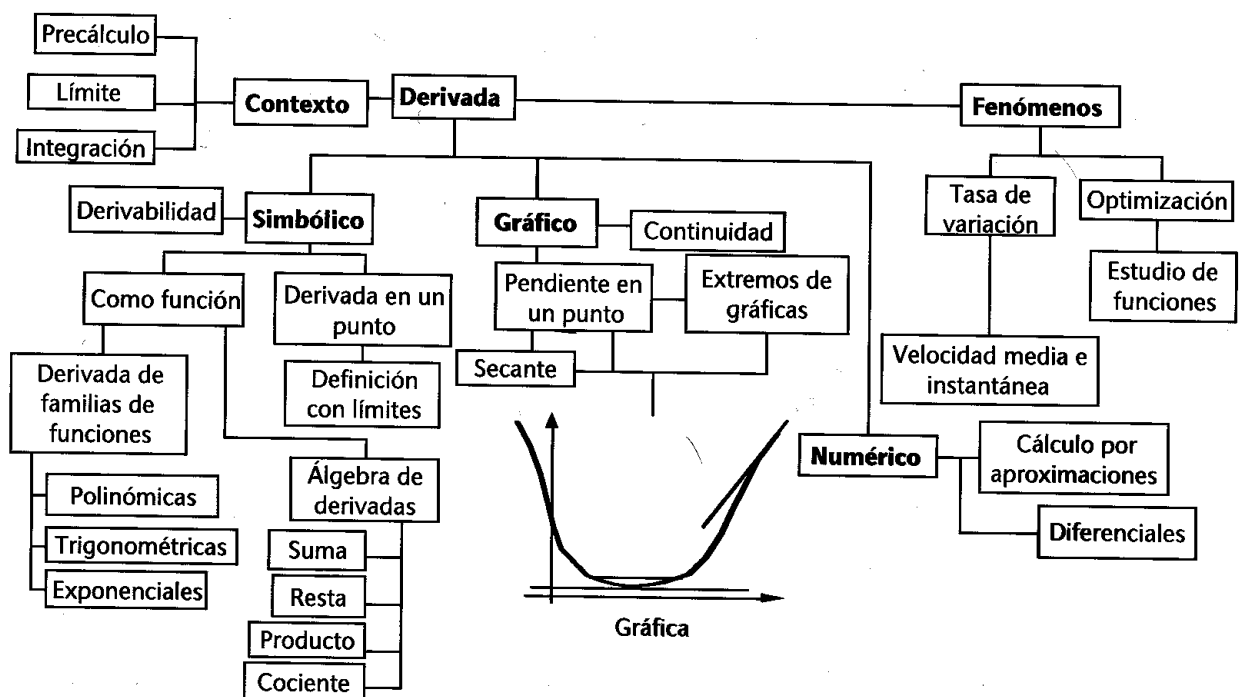 Precálculo
Límite
Integración
Contexto
Derivada
Fenómenos
Derivabilidad
Simbólico
Gráfico
Continuidad
Tasa de
variación
Optimización
Como función
Derivada en un
punto
Pendiente en
un punto
Extremos de
gráficas
Estudio de
funciones
Derivada de
familias de
funciones
Definición
con límites
Secante
Velocidad media e
instantánea
Polinómicas
Trigonométricas
Exponenciales
Álgebra de
derivadas
Suma
Resta
Producto
Cociente
Gráfica
Numérico
Cálculo por
aproximaciones
Diferenciales